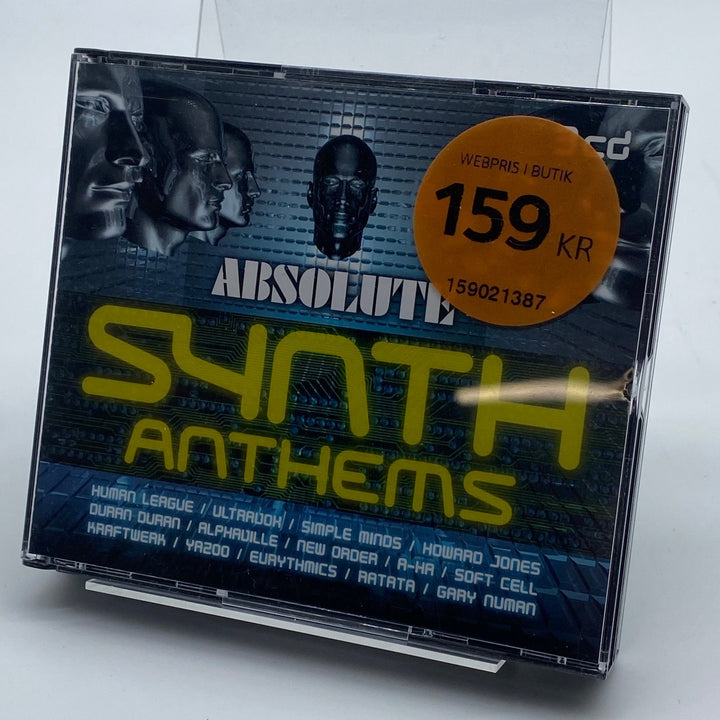 cd
WEBPRIS I BUTIK
159 KR
159021387
ABSOLUTE
SYNTH
ANTHEMS
HUMAN LEAGUE / ULTRAVOX / SIMPLE MINDS / HOWARD JONES
DURAN DURAN / ALPHAVILLE / NEW ORDER / A-HA / SOFT CELL
KRAFTWERK / YAZOO / EURYTHMICS / RATATA / GARY NUMAN